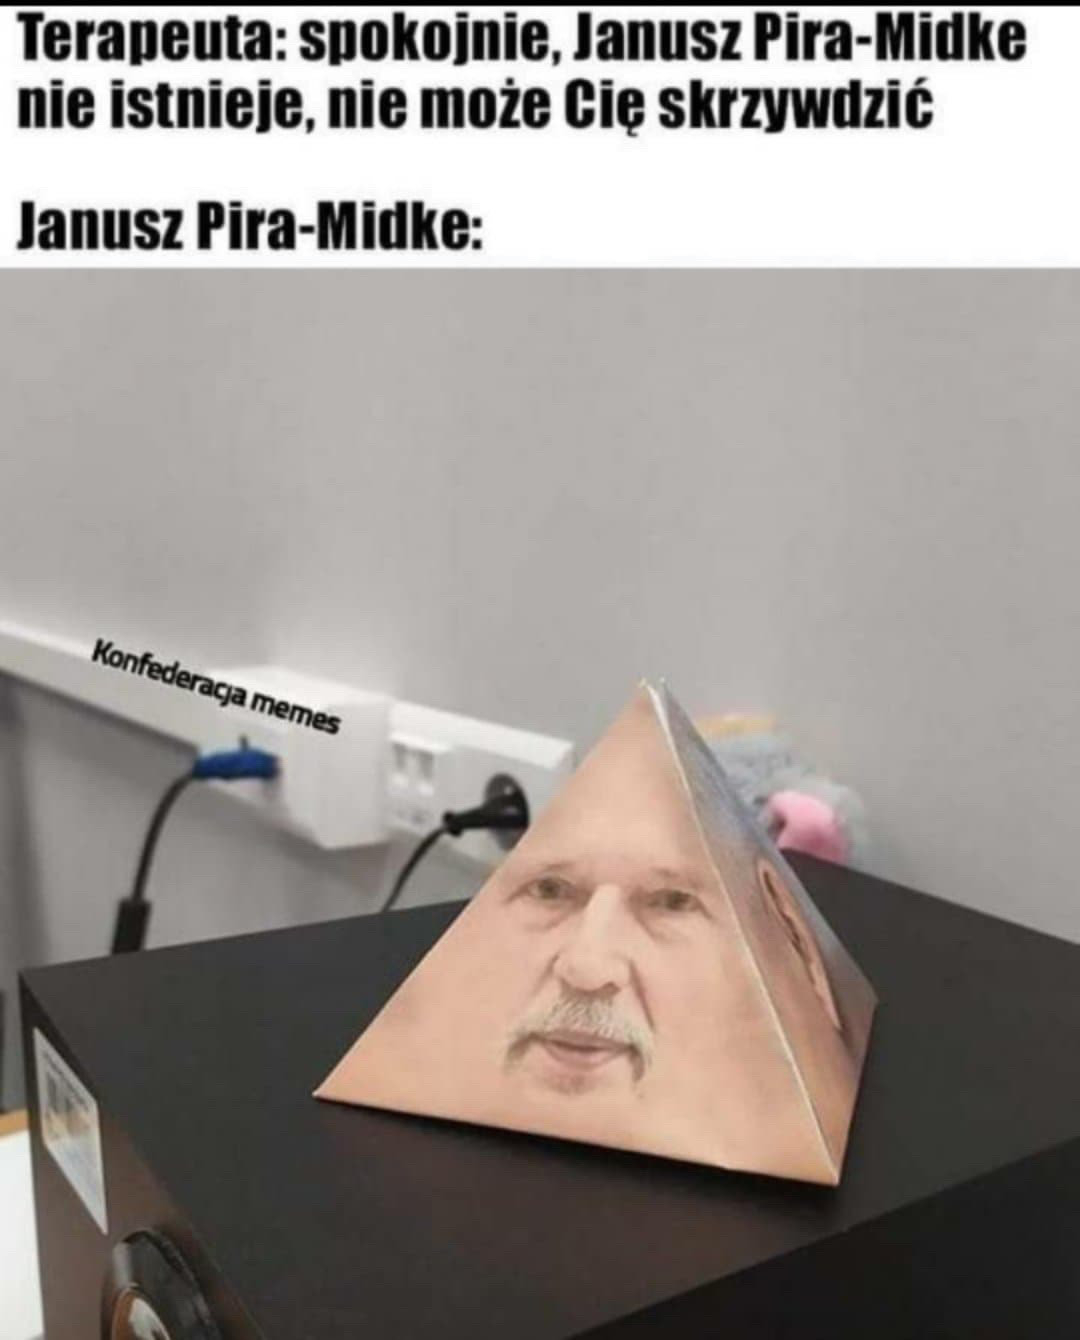 Terapeuta: spokojnie, Janusz Pira-Midke
nie istnieje, nie może Cię skrzywdzić
Janusz Pira-Midke:
Konfederacja memes